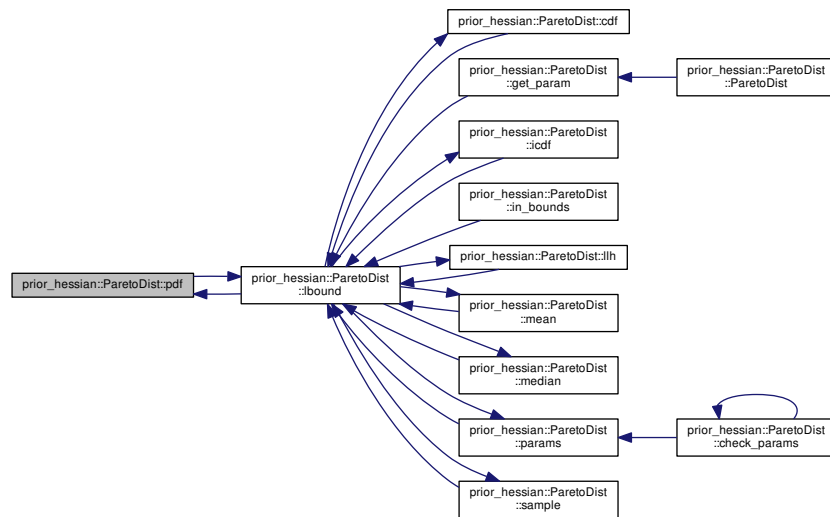 prior_hessian::ParetoDist::pdf
prior_hessian::ParetoDist
::lbound
prior_hessian::ParetoDist::cdf
prior_hessian::ParetoDist
::get_param
prior_hessian::ParetoDist
::ParetoDist
prior_hessian::ParetoDist
::icdf
prior_hessian::ParetoDist
::in_bounds
prior_hessian::ParetoDist::llh
prior_hessian::ParetoDist
::mean
prior_hessian::ParetoDist
::median
prior_hessian::ParetoDist
::params
prior_hessian::ParetoDist
::check_params
prior_hessian::ParetoDist
::sample